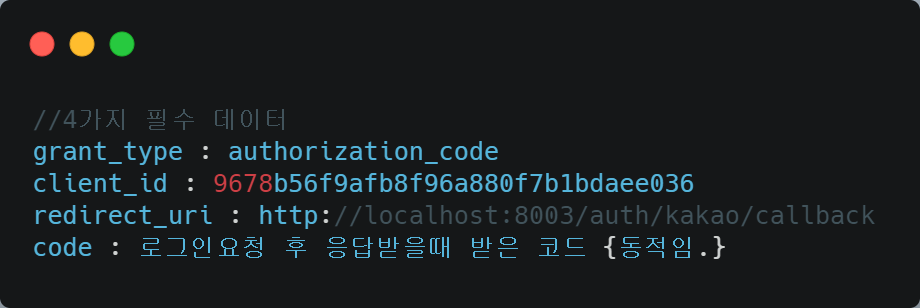 //4가지 필수 데이터
grant_type : authorization_code
client_id : 9678b56f9afb8f96a880f7b1bdaee036
redirect_uri : http://localhost:8003/auth/kakao/callback
code : 로그인요청 후 응답받을때 받은 코드 {동적임.}